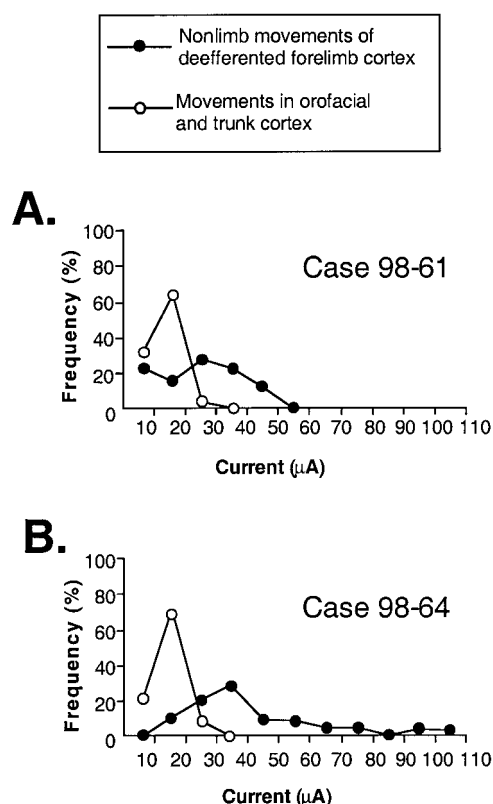 Nonlimb movements of
deefferented forelimb cortex
Movements in orofacial
and trunk cortex
A.
Case 98-61
Frequency (%)
100
80
60
40
20
0
10 20 30 40 50 60 70 80 90 100 110
Current (μA)
B.
Case 98-64
Frequency (%)
100
80
60
40
20
0
10 20 30 40 50 60 70 80 90 100 110
Current (μA)